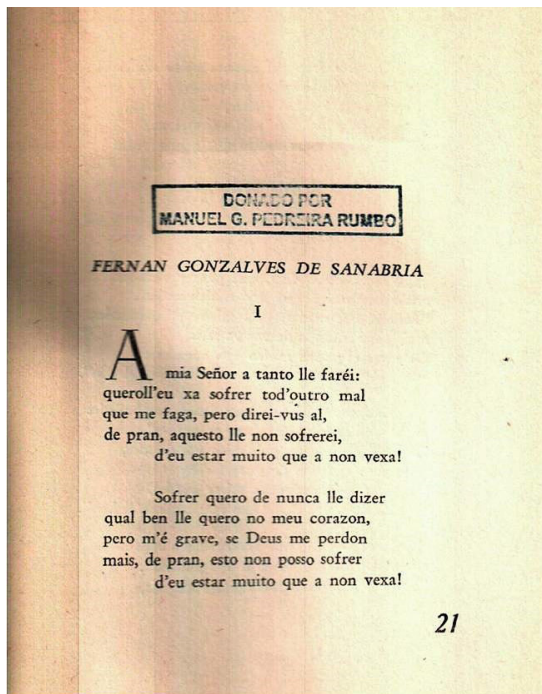 DONADO POR
MANUEL G. PEDREIRA RUMBO
FERNAN GONZALVES DE SANABRIA
I
A mia Señor a tanto lle faréi:
queroll'eu xa sofrer tod'outro mal
que me faga, pero direi-vus al,
de pran, aquesto lle non sofrerei,
d'eu estar muito que a non vexa!
Sofrer quero de nunca lle dizer
qual ben lle quero no meu corazon,
pero m'é grave, se Deus me perdon
mais, de pran, esto non posso sofrer
d'eu estar muito que a non vexa!
21